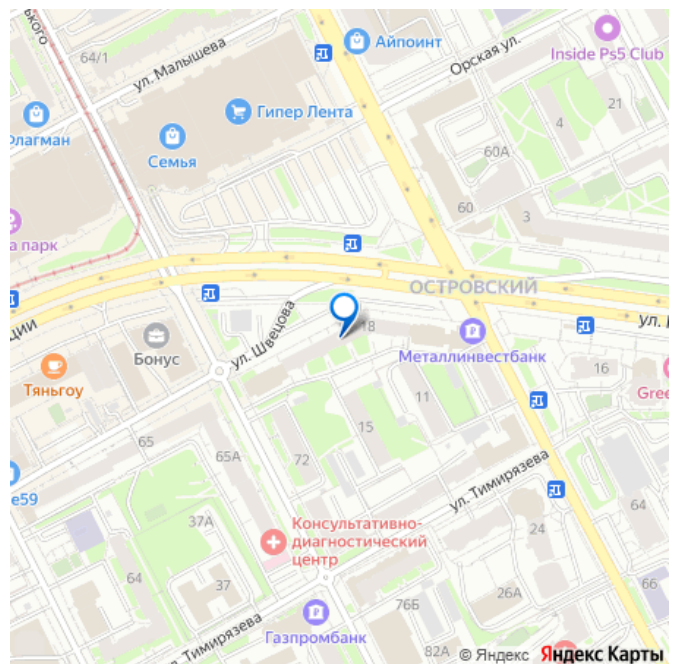 64/1
ул. Малышева
Айпоинт
Орская ул.
Inside Ps5 Club
Гипер Лента
Семья
21
4
60А
60
3
а парк
ОСТРОВСКИЙ
ул. Швецова
18
ции
Бонус
Металлинвестбанк
ул.
Тяньгоу
16
Gree
11
15
65
65А
72
е59
ул. Тимирязева
37А
Консультативно-
диагностический
центр
24
64
64
37
26А
66
76Б
Газпромбанк
ул. Тимирязева
82А
© Яндекс Яндекс Карты